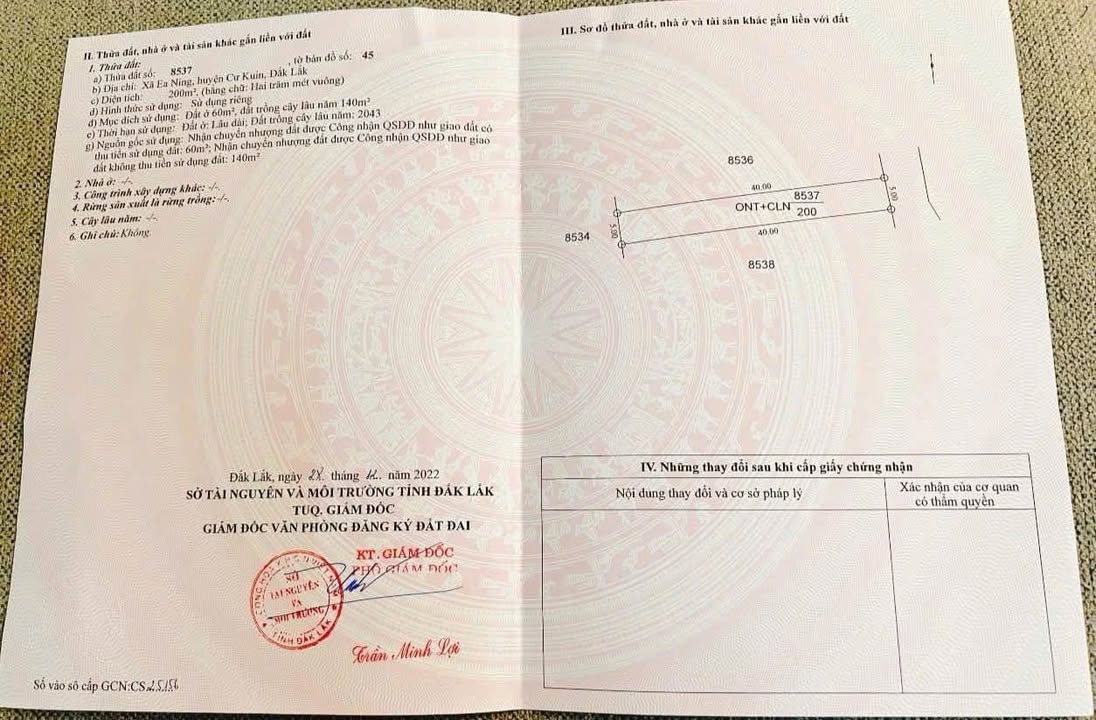 II. Thửa đất, nhà ở và tài sản khác gắn liền với đất
1. Thửa đất:
a) Thửa đất số: 8537 , tờ bản đồ số: 45
b) Địa chỉ: Xã Ea Ning, huyện Cư Kuin, Đắk Lắk
c) Diện tích: 200m², (bằng chữ: Hai trăm mét vuông)
d) Hình thức sử dụng: Sử dụng riêng
đ) Mục đích sử dụng: Đất ở 60m², đất trồng cây lâu năm 140m²
e) Thời hạn sử dụng: Đất ở: Lâu dài; Đất trồng cây lâu năm: 2043
g) Nguồn gốc sử dụng: Nhận chuyển nhượng đất được Công nhận QSDĐ như giao đất có
thu tiền sử dụng đất: 60m²; Nhận chuyển nhượng đất được Công nhận QSDĐ như giao
đất không thu tiền sử dụng đất: 140m²
2. Nhà ở: -/-.
3. Công trình xây dựng khác: -/-.
4. Rừng sản xuất là rừng trồng: -/-.
5. Cây lâu năm: -/-.
6. Ghi chú: Không.
Đắk Lắk, ngày tháng 12 năm 2022
SỞ TÀI NGUYÊN VÀ MÔI TRƯỜNG TỈNH ĐẮK LẮK
TUQ. GIÁM ĐỐC
GIÁM ĐỐC VĂN PHÒNG ĐĂNG KÝ ĐẤT ĐAI
KT. GIÁM ĐỐC
PHÓ GIÁM ĐỐC
SỞ
TÀI NGUYÊN
VÀ
MÔI TRƯỜNG
TỈNH ĐẮK LẮK
Trần Minh Lợi
Số vào sổ cấp GCN:CS
III. Sơ đồ thửa đất, nhà ở và tài sản khác gắn liền với đất
8536
40.00
8537
5.00
ONT+CLN
200
5.00
8534
40.00
8538
IV. Những thay đổi sau khi cấp giấy chứng nhận
Nội dung thay đổi và cơ sở pháp lý
Xác nhận của cơ quan
có thẩm quyền